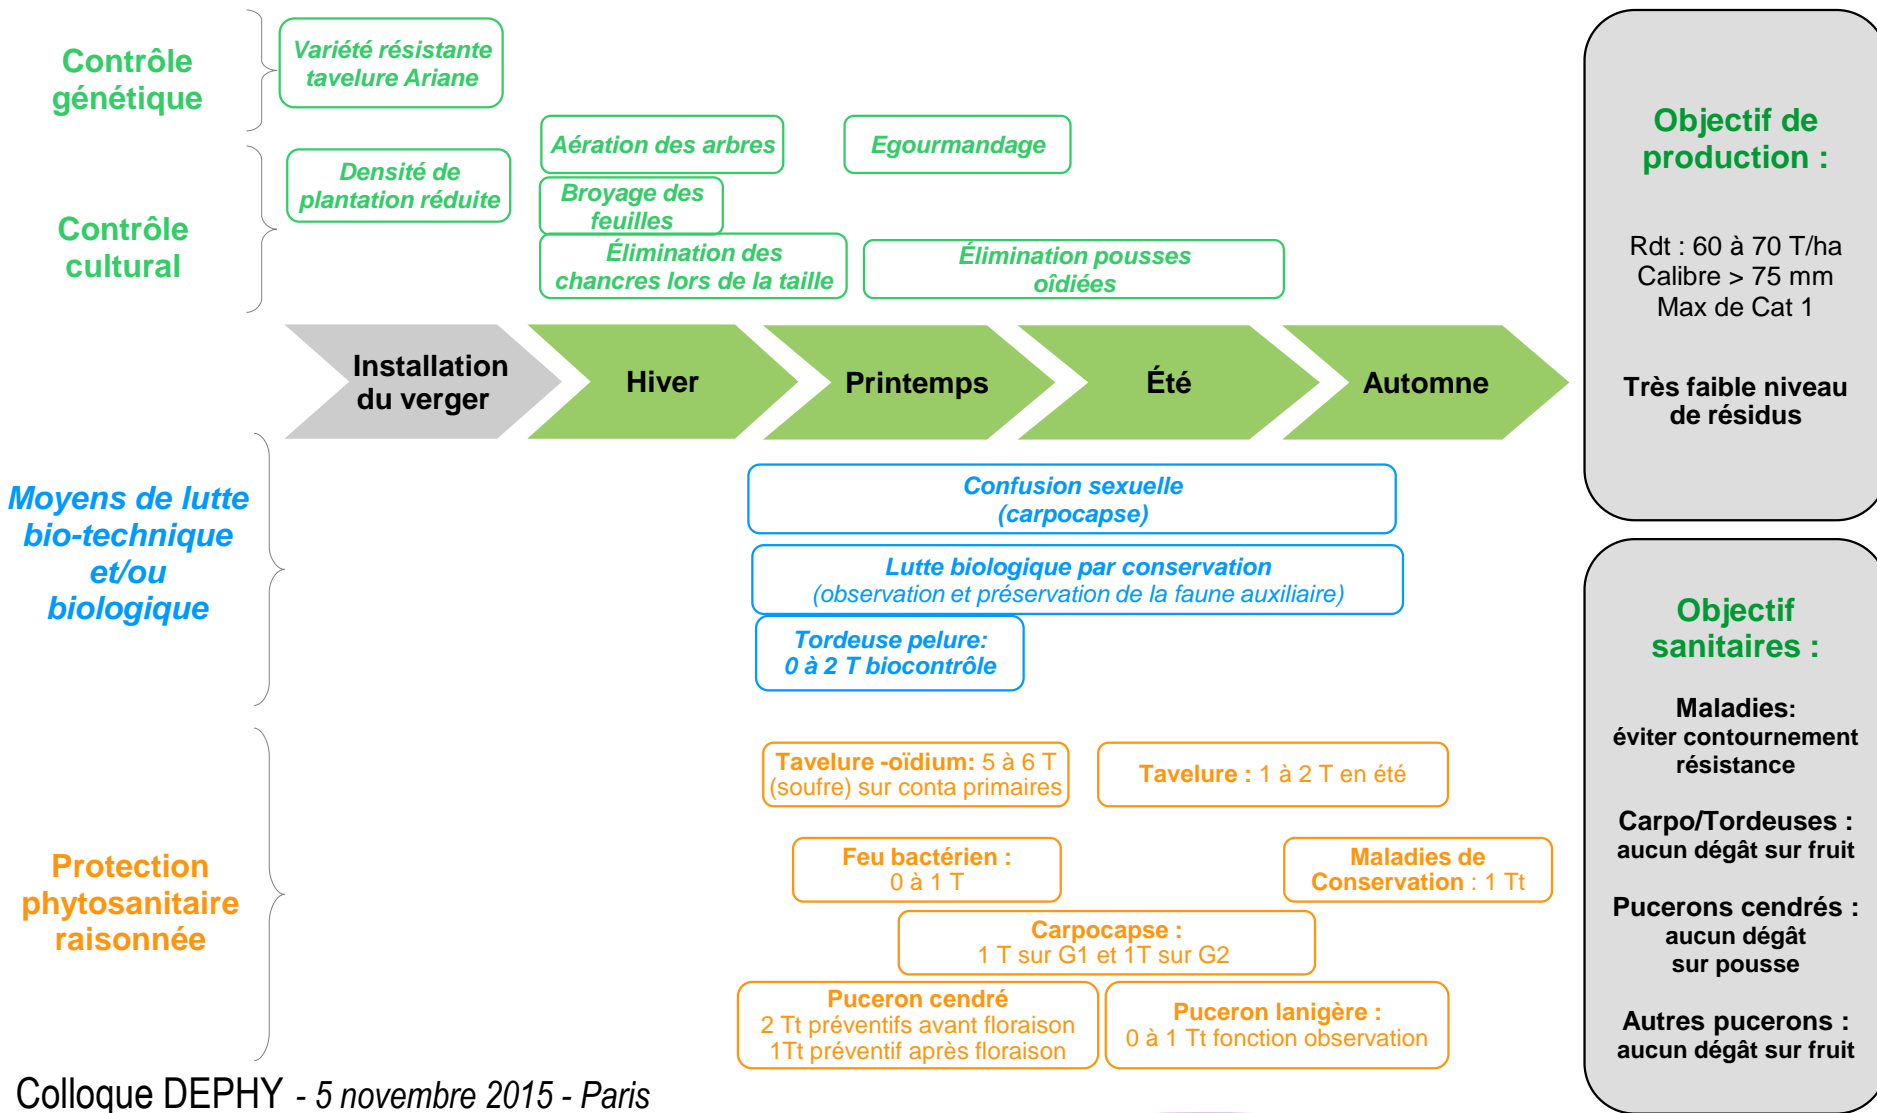 Contrôle
génétique
Variété résistante
tavelure Ariane
Contrôle
cultural
Densité de
plantation réduite
Aération des arbres
Egourmandage
Broyage des
feuilles
Élimination des
chancres lors de la taille
Élimination pousses
oîdiées
Installation
du verger
Hiver
Printemps
Été
Automne
Moyens de lutte
bio-technique
et/ou
biologique
Confusion sexuelle
(carpocapse)
Lutte biologique par conservation
(observation et préservation de la faune auxiliaire)
Tordeuse pelure:
0 à 2 T biocontrôle
Protection
phytosanitaire
raisonnée
Tavelure -oïdium: 5 à 6 T
(soufre) sur conta primaires
Tavelure : 1 à 2 T en été
Feu bactérien :
0 à 1 T
Maladies de
Conservation : 1 Tt
Carpocapse :
1 T sur G1 et 1T sur G2
Puceron cendré
2 Tt préventifs avant floraison
1Tt préventif après floraison
Puceron lanigère :
0 à 1 Tt fonction observation
Objectif de
production :
Rdt : 60 à 70 T/ha
Calibre > 75 mm
Max de Cat 1
Très faible niveau
de résidus
Objectif
sanitaires :
Maladies:
éviter contournement
résistance
Carpo/Tordeuses :
aucun dégât sur fruit
Pucerons cendrés :
aucun dégât
sur pousse
Autres pucerons :
aucun dégât sur fruit
Colloque DEPHY - 5 novembre 2015 - Paris